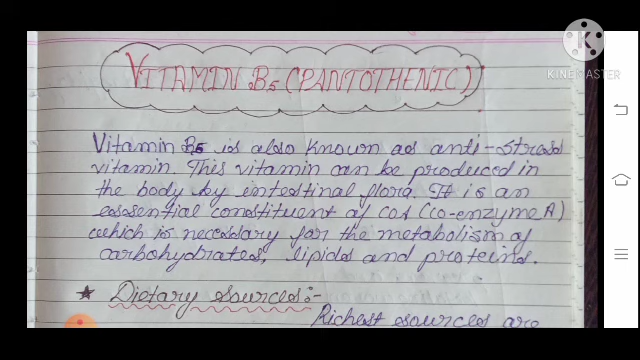 VITAMIN B5 (PANTOTHENIC))
KINEMASTER
Vitamin B5 is also known as anti-stress
vitamin. This vitamin can be produced in
the body by intestinal flora. It is an
essential constituent of COA (co-enzyme A)
which is necessary for the metabolism of
carbohydrates, lipids and proteins.
★ Dietary sources:-
Richest sources are